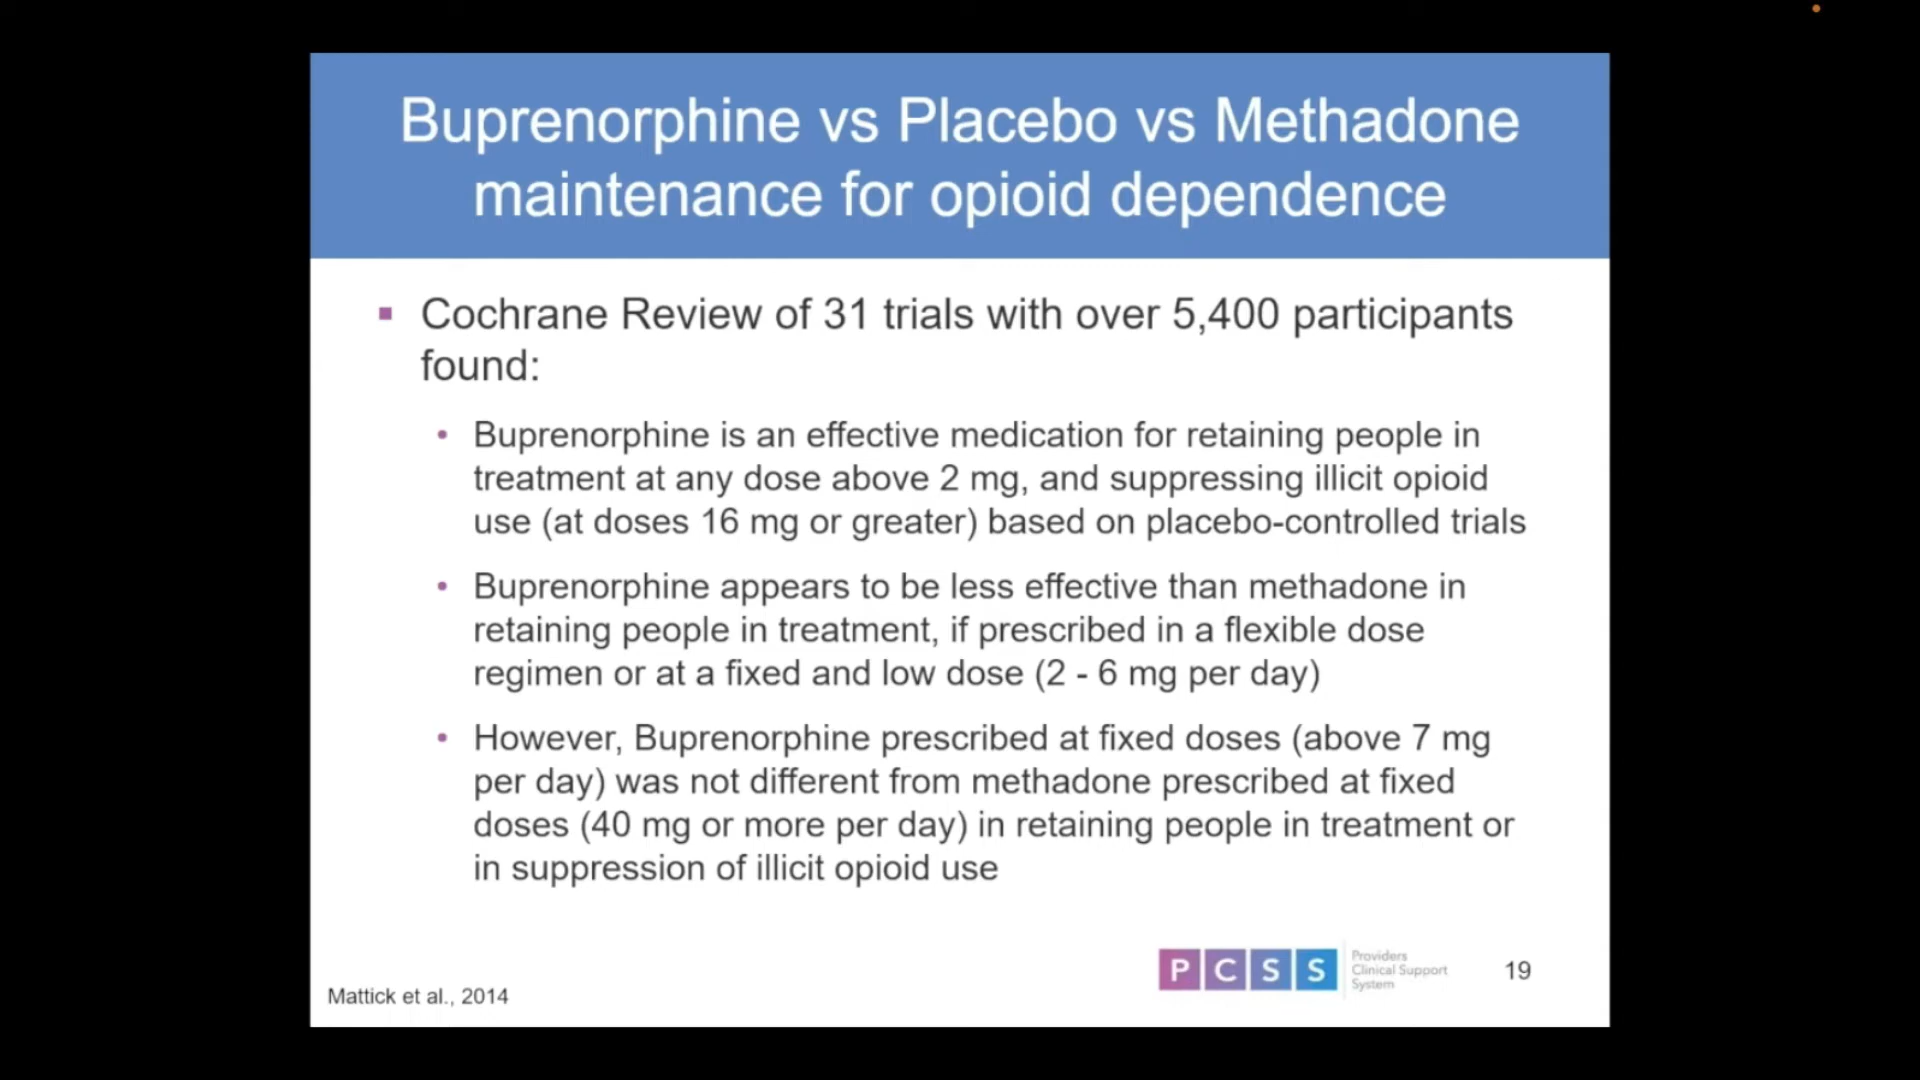 Buprenorphine vs Placebo vs Methadone
maintenance for opioid dependence
▪ Cochrane Review of 31 trials with over 5,400 participants
found:
• Buprenorphine is an effective medication for retaining people in
treatment at any dose above 2 mg, and suppressing illicit opioid
use (at doses 16 mg or greater) based on placebo-controlled trials
• Buprenorphine appears to be less effective than methadone in
retaining people in treatment, if prescribed in a flexible dose
regimen or at a fixed and low dose (2 - 6 mg per day)
• However, Buprenorphine prescribed at fixed doses (above 7 mg
per day) was not different from methadone prescribed at fixed
doses (40 mg or more per day) in retaining people in treatment or
in suppression of illicit opioid use
Mattick et al., 2014
PCSS
Providers
Clinical Support
System
19